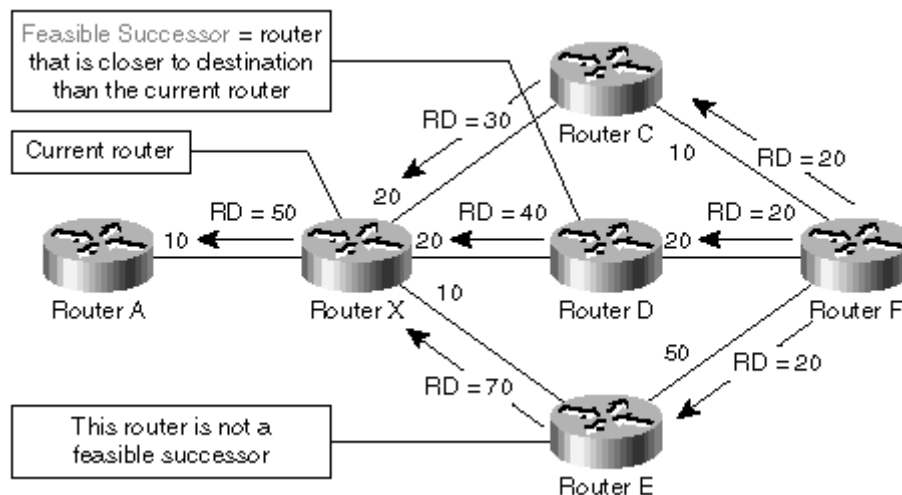 Feasible Successor = router
that is closer to destination
than the current router
Current router
RD = 30
Router C
10
RD = 20
20
RD = 50
10
RD = 40
20
RD = 20
20
Router A
Router X
Router D
Router F
10
50
RD = 20
RD = 70
This router is not a
feasible successor
Router E